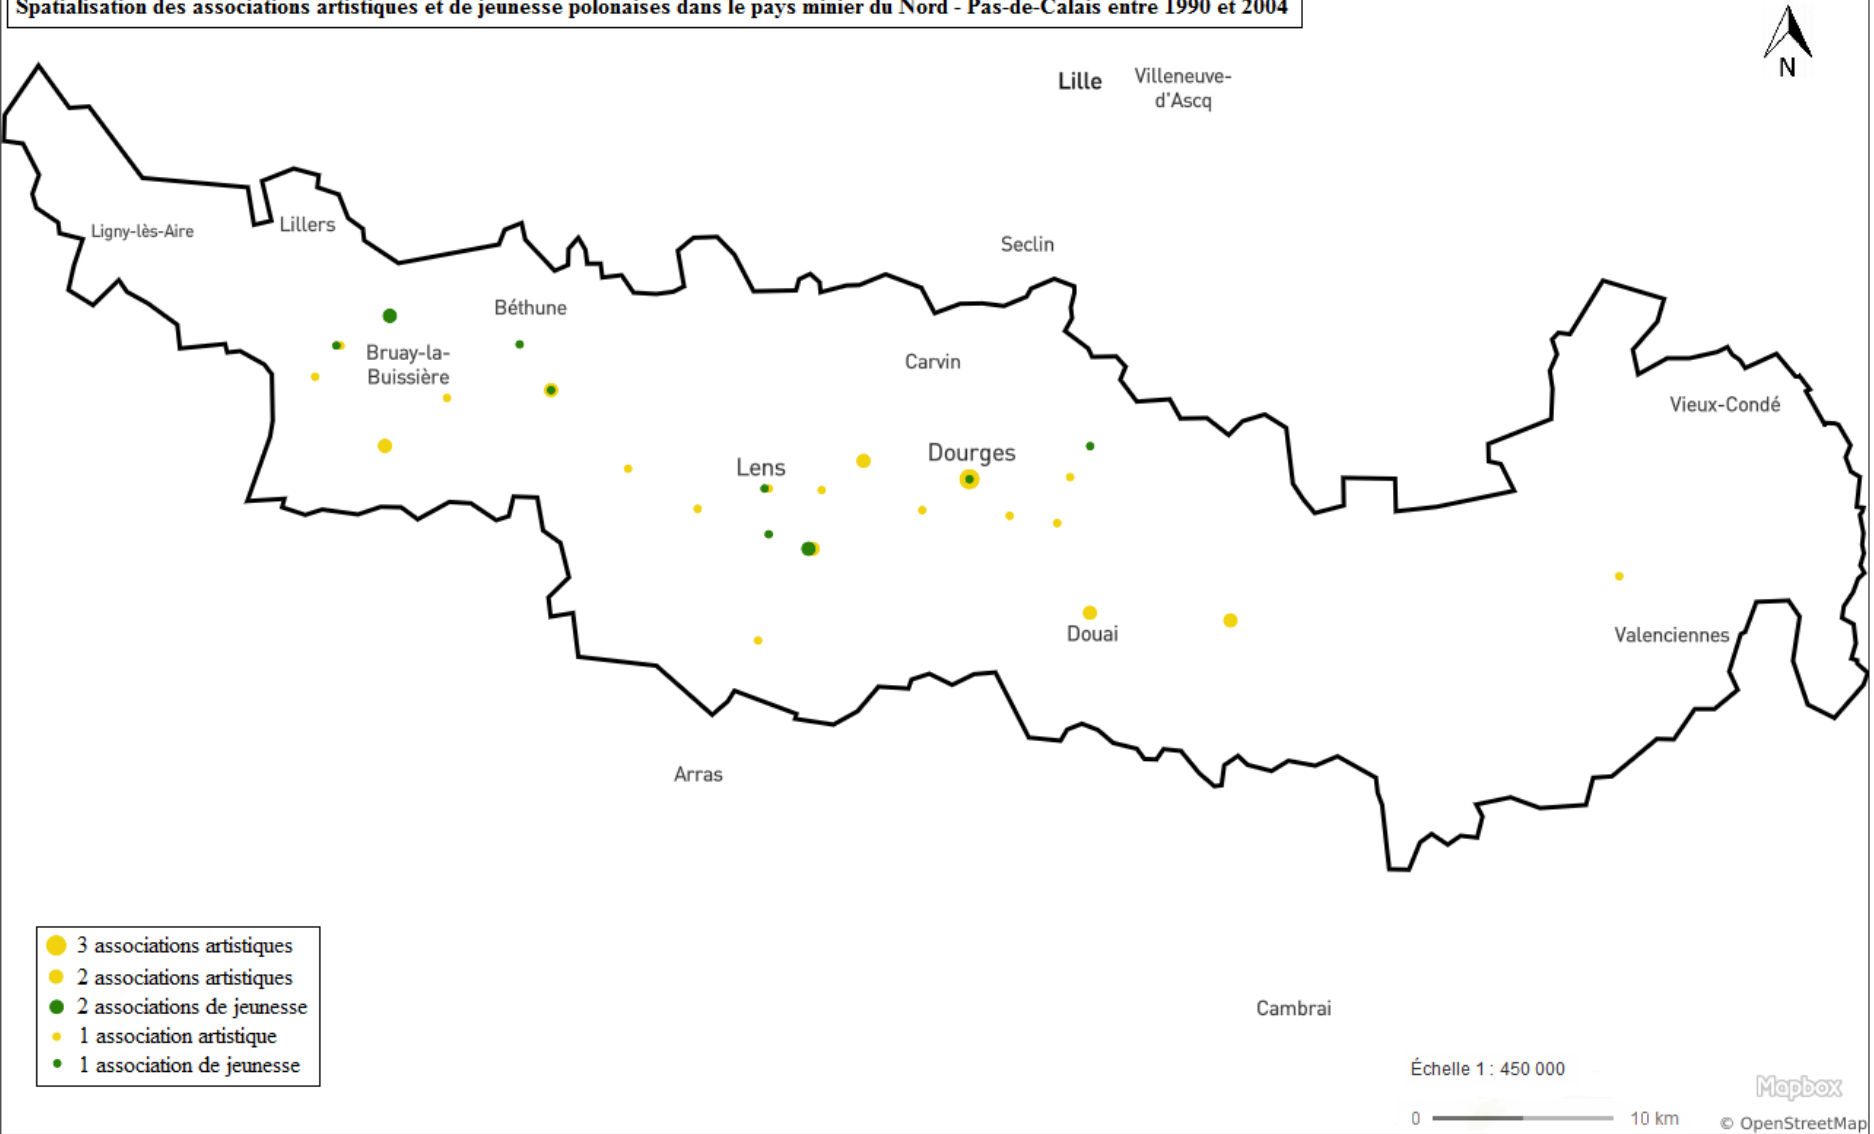 Spatialisation des associations artistiques et de jeunesse polonaises dans le pays minier du Nord - Pas-de-Calais entre 1990 et 2004
N
Lille
Villeneuve-
d'Ascq
Ligny-lès-Aire
Lillers
Seclin
Béthune
Bruay-la-
Buissière
Carvin
Vieux-Condé
Lens
Dourges
Douai
Valenciennes
Arras
3 associations artistiques
2 associations artistiques
2 associations de jeunesse
1 association artistique
1 association de jeunesse
Cambrai
Échelle 1 : 450 000
Mapbox
0 10 km
© OpenStreetMap